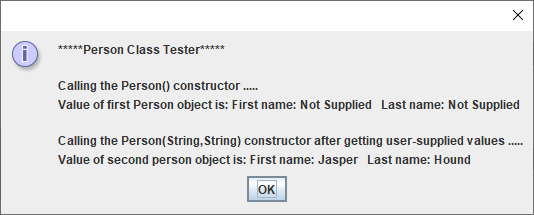 *****Person Class Tester*****
Calling the Person() constructor .....
Value of first Person object is: First name: Not Supplied   Last name: Not Supplied
Calling the Person(String,String) constructor after getting user-supplied values .....
Value of second person object is: First name: Jasper   Last name: Hound
OK